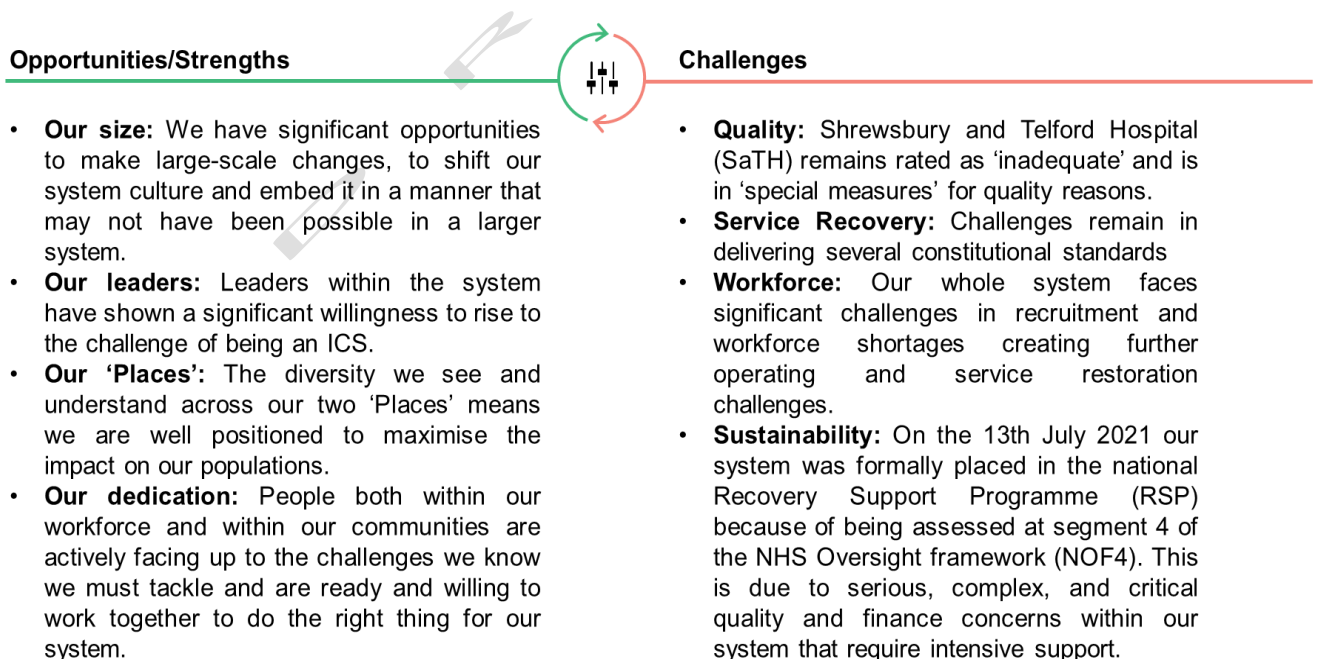 Opportunities/Strengths
• Our size: We have significant opportunities
to make large-scale changes, to shift our
system culture and embed it in a manner that
may not have been possible in a larger
system.
• Our leaders: Leaders within the system
have shown a significant willingness to rise to
the challenge of being an ICS.
• Our ‘Places’: The diversity we see and
understand across our two ‘Places’ means
we are well positioned to maximise the
impact on our populations.
• Our dedication: People both within our
workforce and within our communities are
actively facing up to the challenges we know
we must tackle and are ready and willing to
work together to do the right thing for our
system.
Challenges
• Quality: Shrewsbury and Telford Hospital
(SaTH) remains rated as ‘inadequate’ and is
in ‘special measures’ for quality reasons.
• Service Recovery: Challenges remain in
delivering several constitutional standards
• Workforce: Our whole system faces
significant challenges in recruitment and
workforce shortages creating further
operating and service restoration
challenges.
• Sustainability: On the 13th July 2021 our
system was formally placed in the national
Recovery Support Programme (RSP)
because of being assessed at segment 4 of
the NHS Oversight framework (NOF4). This
is due to serious, complex, and critical
quality and finance concerns within our
system that require intensive support.